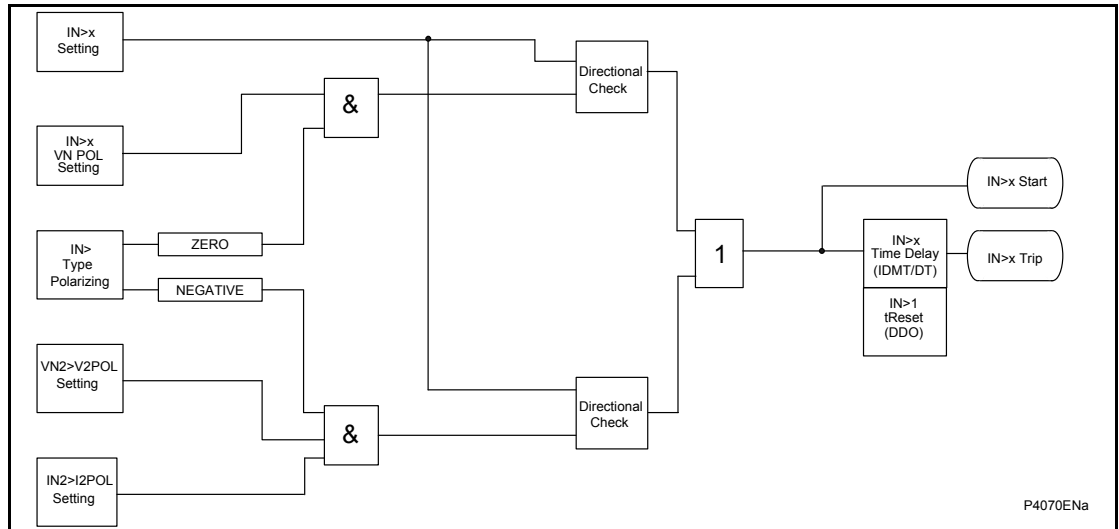 IN>x
Setting
IN>x
VN POL
Setting
IN>
Type
Polarizing
ZERO
NEGATIVE
VN2>V2POL
Setting
IN2>I2POL
Setting
&
&
Directional
Check
Directional
Check
1
IN>x Start
IN>x
Time Delay
(IDMT/DT)
IN>1
tReset
(DDO)
IN>x Trip
P4070ENa